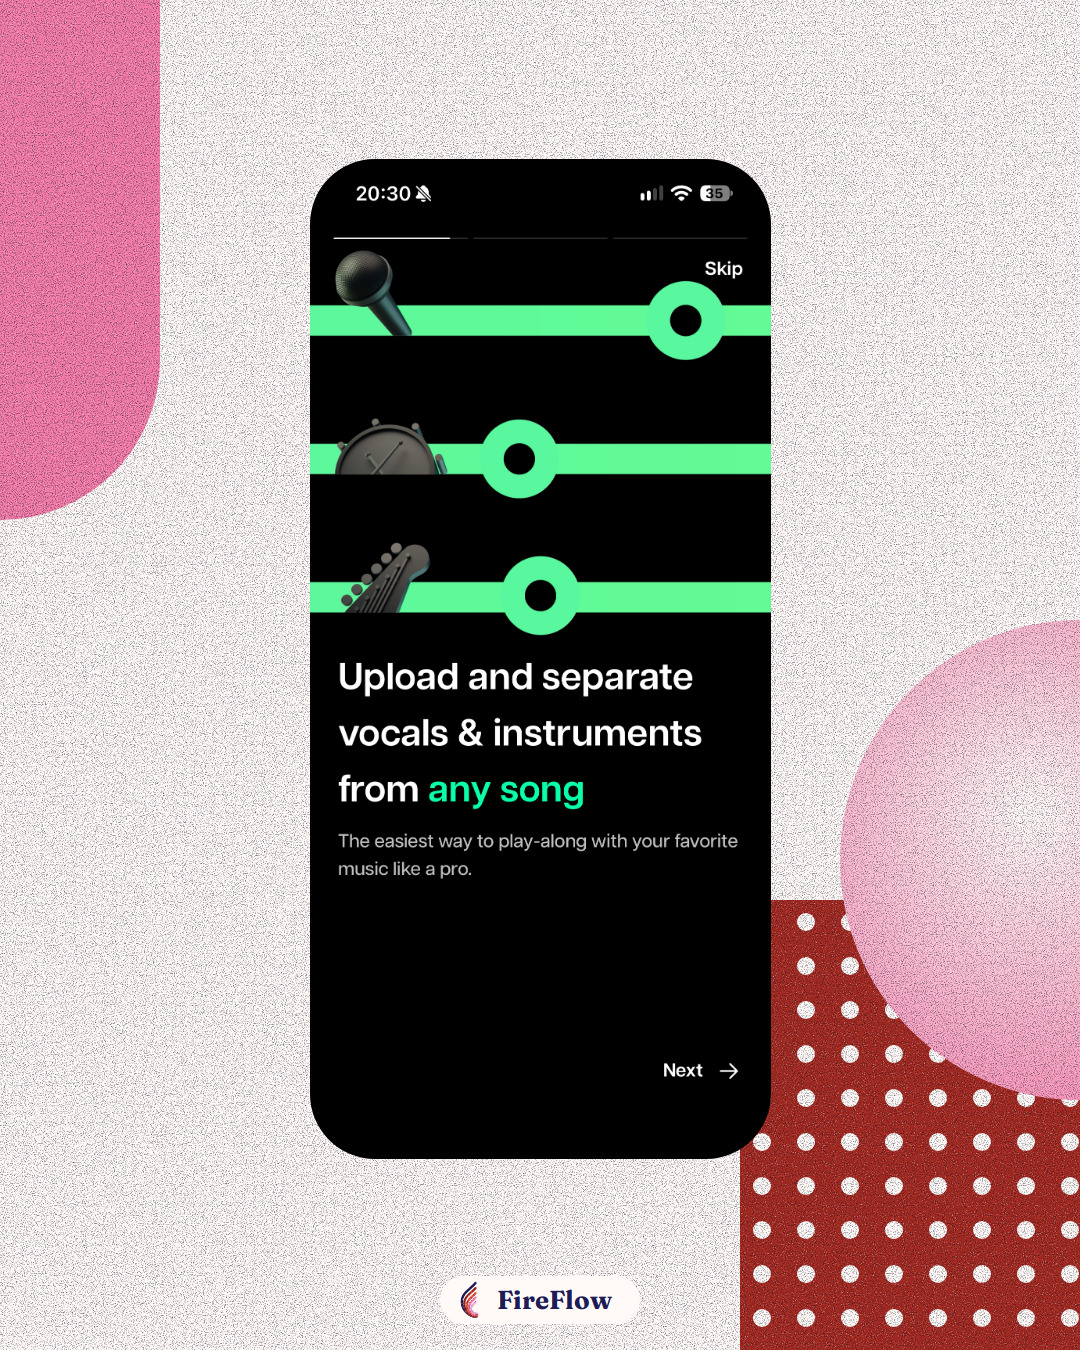 20:30
35
Skip
Upload and separate
vocals & instruments
from any song
The easiest way to play-along with your favorite
music like a pro.
Next
FireFlow